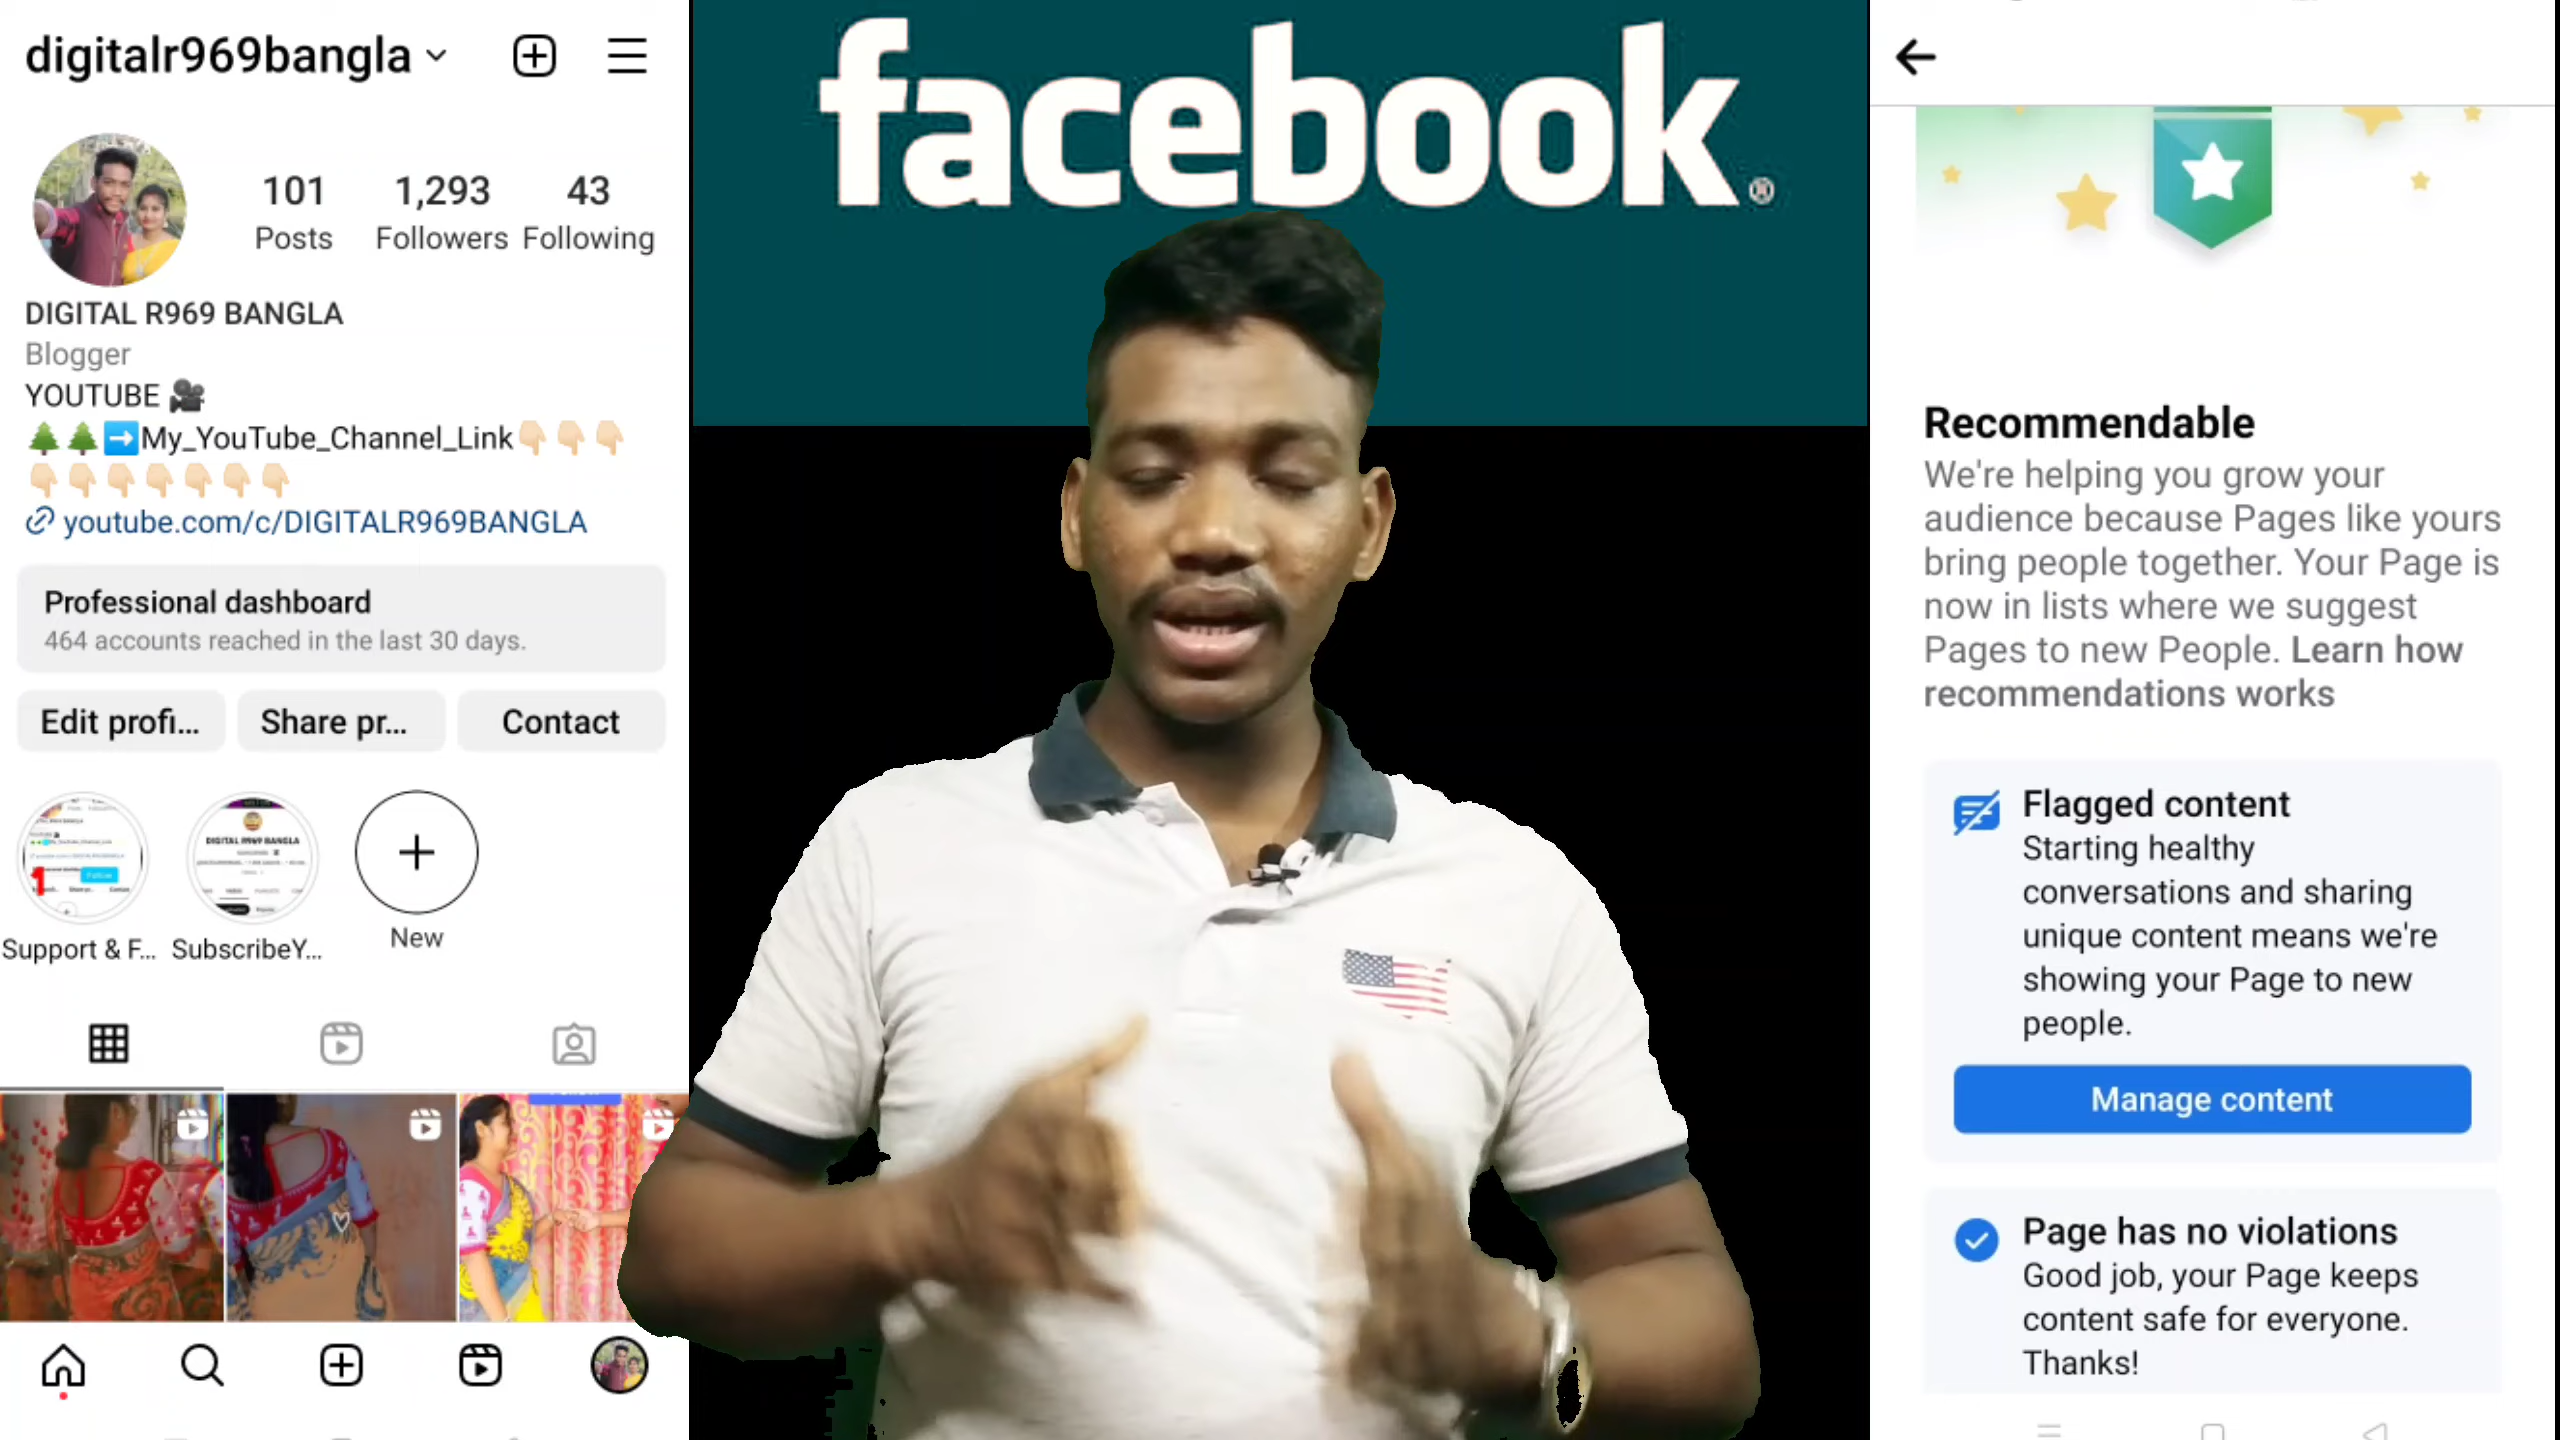 digitalr969bangla
101
1,293
43
Posts
Followers
Following
DIGITAL R969 BANGLA
Blogger
YOUTUBE 🎥
🌲🌲➡️My_YouTube_Channel_Link👇🏻👇🏻👇🏻
👇🏻👇🏻👇🏻👇🏻👇🏻👇🏻👇🏻
youtube.com/c/DIGITALR969BANGLA
Professional dashboard
464 accounts reached in the last 30 days.
Edit profi...
Share pr...
Contact
DIGITAL R969 BANGLA
1
New
Support & F...
SubscribeY...
facebook®
Recommendable
We're helping you grow your
audience because Pages like yours
bring people together. Your Page is
now in lists where we suggest
Pages to new People. Learn how
recommendations works
Flagged content
Starting healthy
conversations and sharing
unique content means we're
showing your Page to new
people.
Manage content
Page has no violations
Good job, your Page keeps
content safe for everyone.
Thanks!